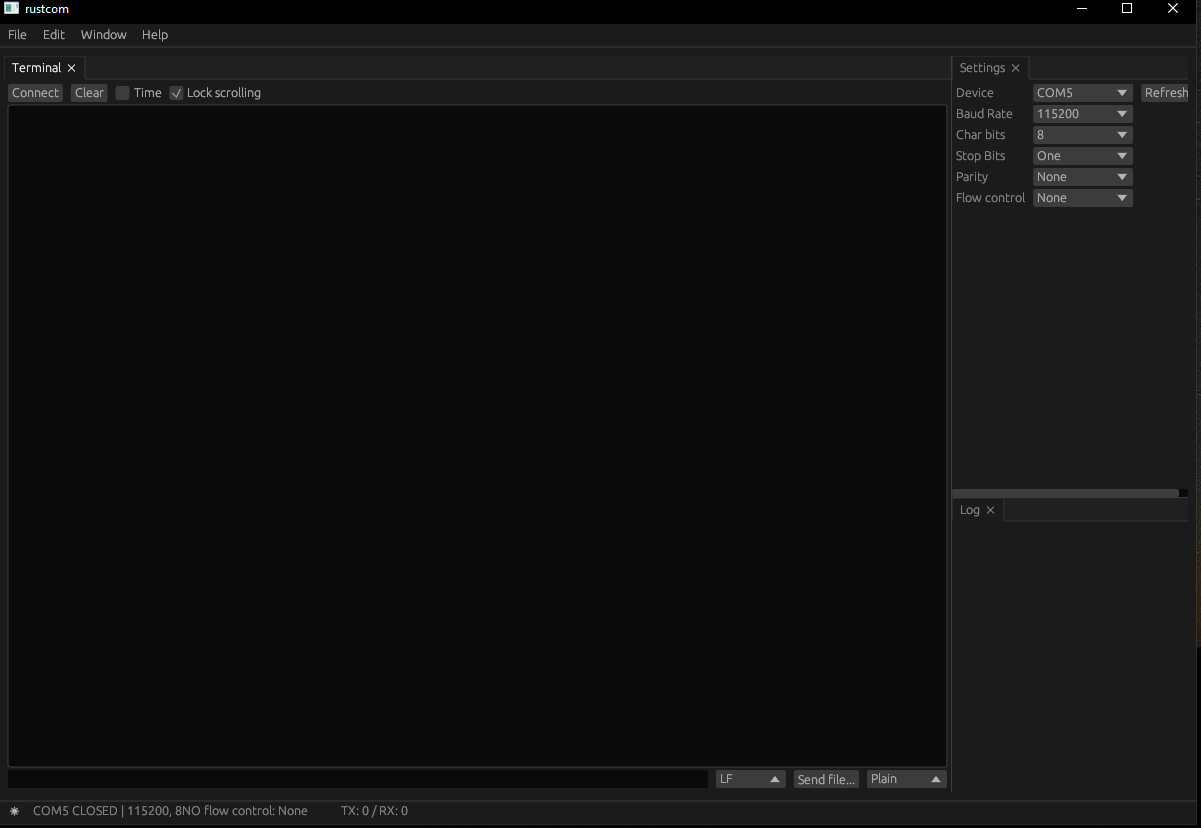 rustcom
File Edit Window Help
Terminal
Connect Clear Time Lock scrolling
LF Send file... Plain
Settings
Device COM5 Refresh
Baud Rate 115200
Char bits 8
Stop Bits One
Parity None
Flow control None
Log
COM5 CLOSED | 115200, 8NO flow control: None TX: 0 / RX: 0